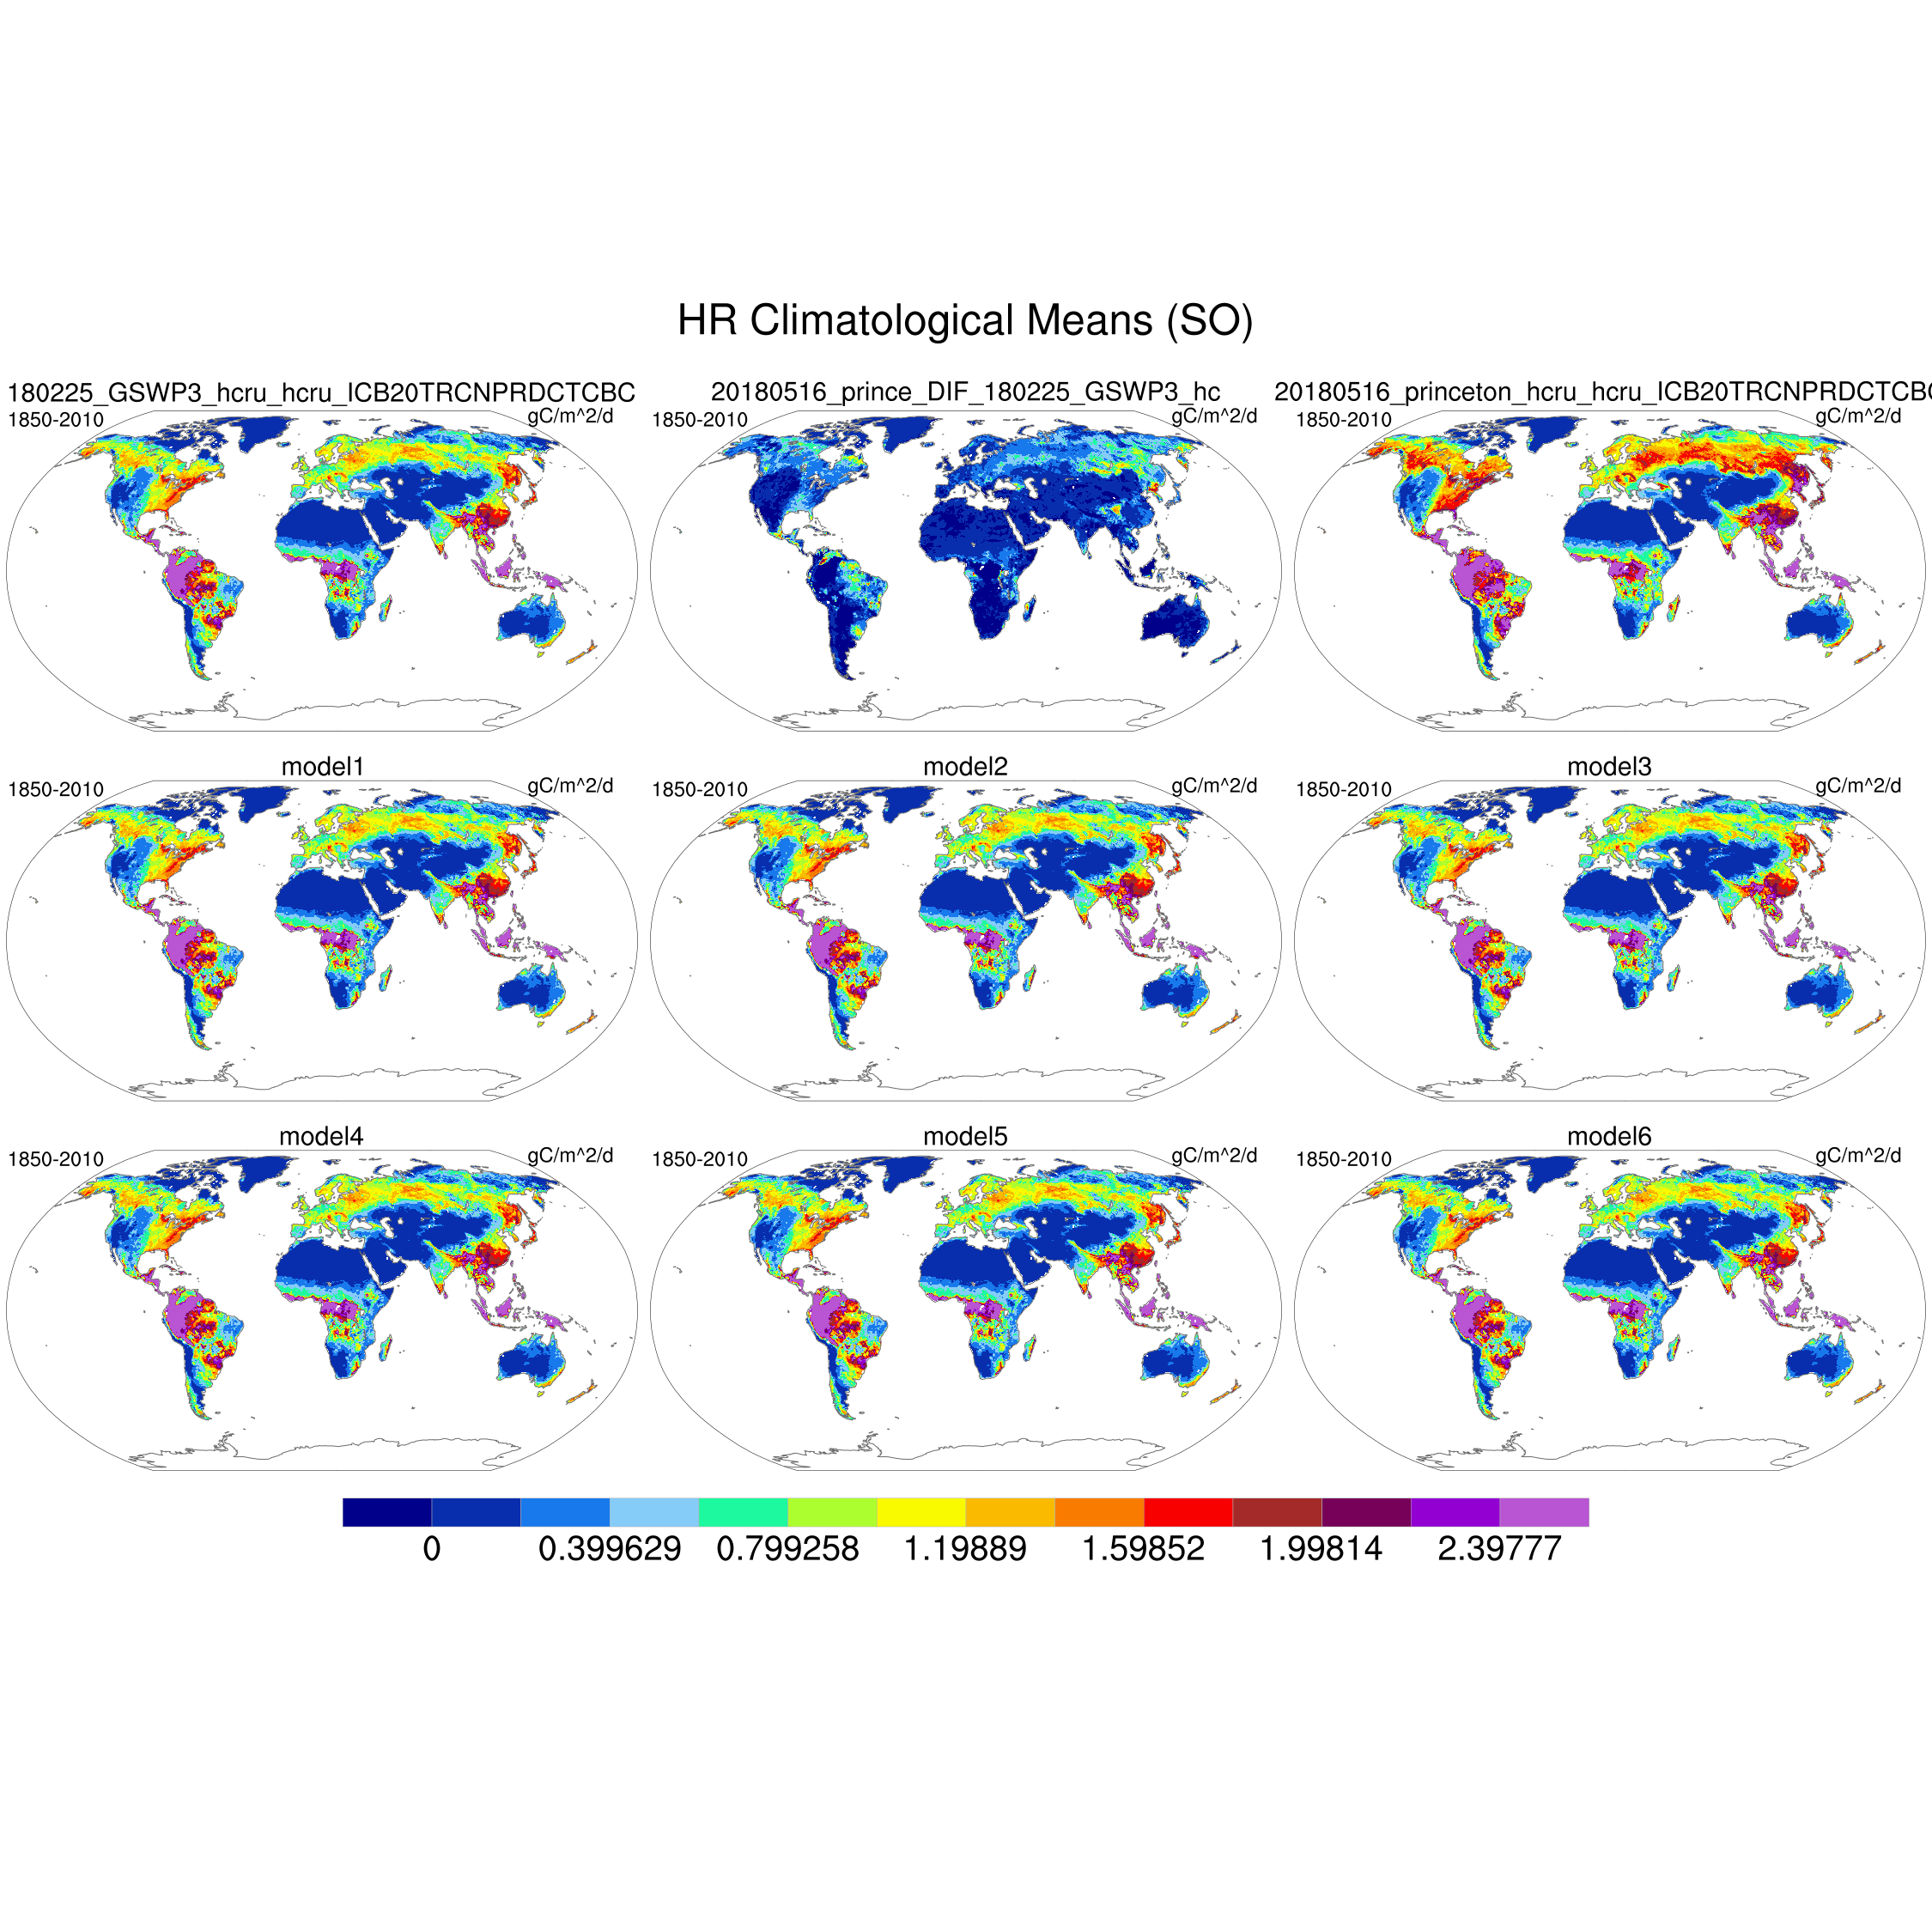 HR Climatological Means (SO)
180225_GSWP3_hcru_hcru_ICB20TRCNPRDCTCBC
20180516_prince_DIF_180225_GSWP3_hc
20180516_princeton_hcru_hcru_ICB20TRCNPRDCTCBC
1850-2010 gC/m^2/d
1850-2010 gC/m^2/d
1850-2010 gC/m^2/d
model1
model2
model3
1850-2010 gC/m^2/d
1850-2010 gC/m^2/d
1850-2010 gC/m^2/d
model4
model5
model6
1850-2010 gC/m^2/d
1850-2010 gC/m^2/d
1850-2010 gC/m^2/d
0 0.399629 0.799258 1.19889 1.59852 1.99814 2.39777